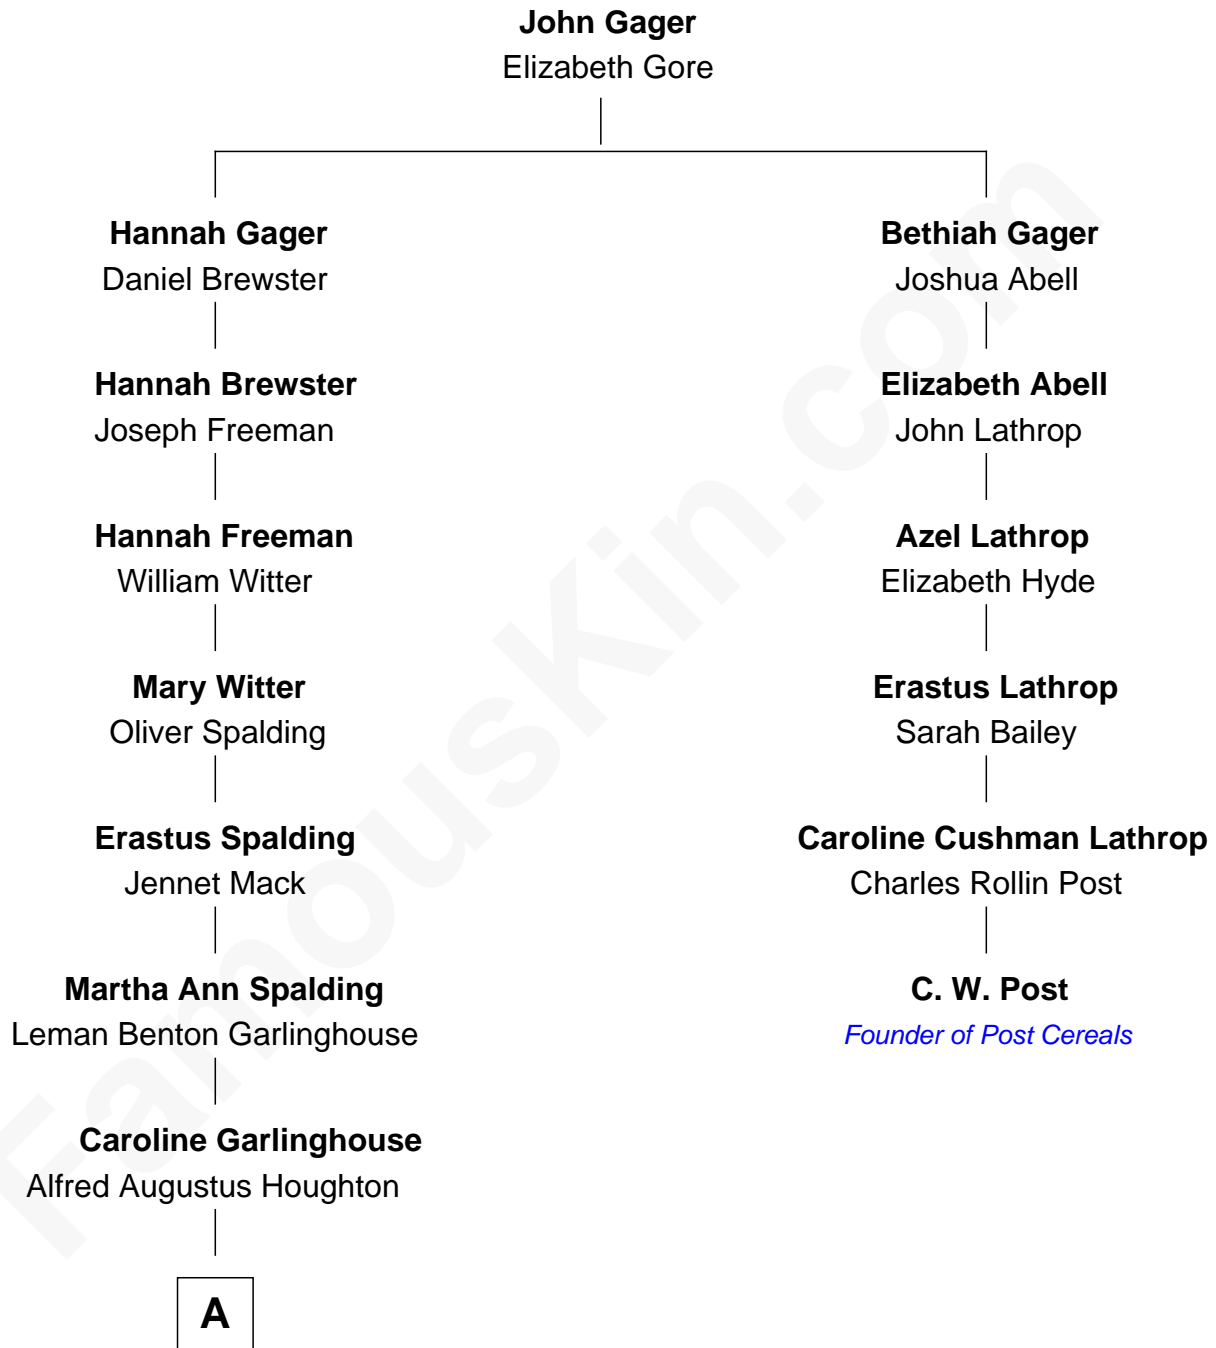 John Gager
Elizabeth Gore
Hannah Gager
Daniel Brewster
Bethiah Gager
Joshua Abell
Hannah Brewster
Joseph Freeman
Elizabeth Abell
John Lathrop
Hannah Freeman
William Witter
Azel Lathrop
Elizabeth Hyde
Mary Witter
Oliver Spalding
Erastus Lathrop
Sarah Bailey
Erastus Spalding
Jennet Mack
Caroline Cushman Lathrop
Charles Rollin Post
Martha Ann Spalding
Leman Benton Garlinghouse
C. W. Post
Founder of Post Cereals
Caroline Garlinghouse
Alfred Augustus Houghton
A
FamousKin.com